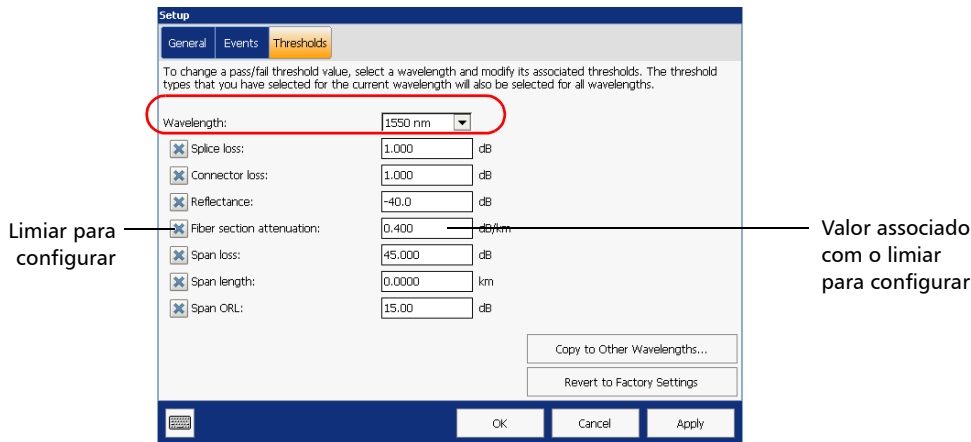 Setup
General Events Thresholds
To change a pass/fail threshold value, select a wavelength and modify its associated thresholds. The threshold
types that you have selected for the current wavelength will also be selected for all wavelengths.
Wavelength: 1550 nm
Splice loss: 1.000 dB
Connector loss: 1.000 dB
Reflectance: -40.0 dB
Fiber section attenuation: 0.400 dB/km
Span loss: 45.000 dB
Span length: 0.0000 km
Span ORL: 15.00 dB
Limiar para
configurar
Valor associado
com o limiar
para configurar
Copy to Other Wavelengths...
Revert to Factory Settings
OK Cancel Apply